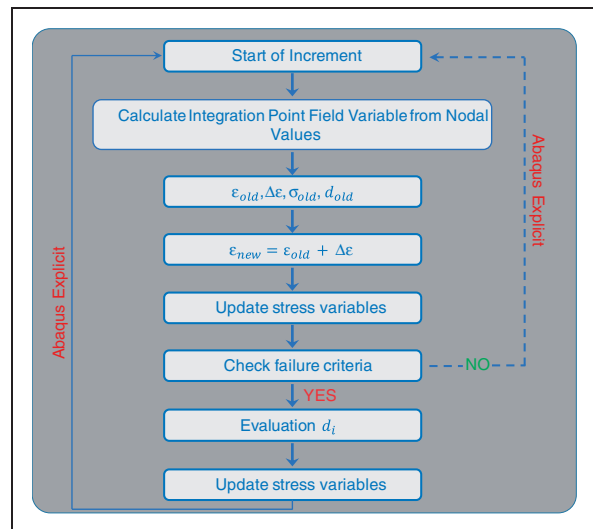 Start of Increment
Calculate Integration Point Field Variable from Nodal
Values
ε_old, Δε, σ_old, d_old
ε_new = ε_old + Δε
Update stress variables
Check failure criteria
NO
YES
Evaluation d_i
Update stress variables
Abaqus Explicit
Abaqus Explicit